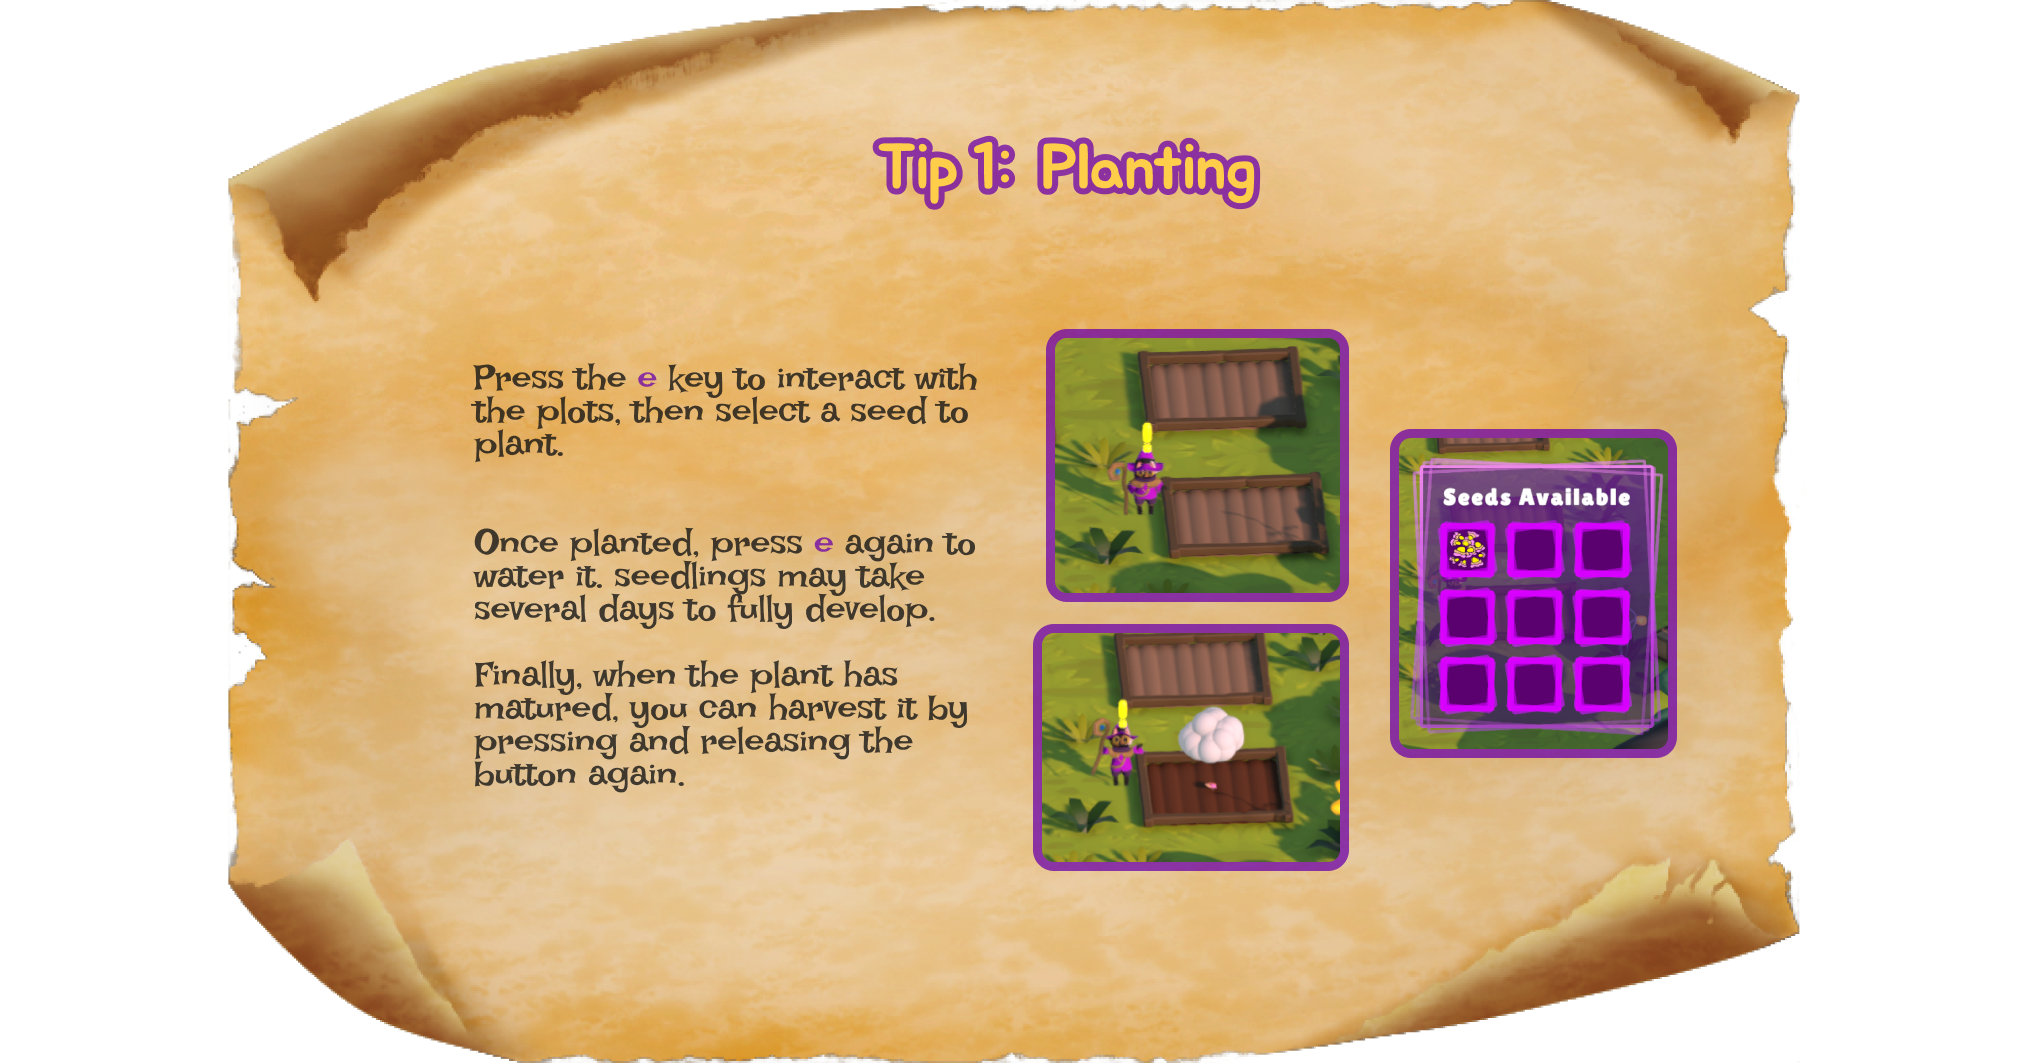 Tip 1: Planting
Press the e key to interact with
the plots, then select a seed to
plant.
Once planted, press e again to
water it. seedlings may take
several days to fully develop.
Finally, when the plant has
matured, you can harvest it by
pressing and releasing the
button again.
Seeds Available